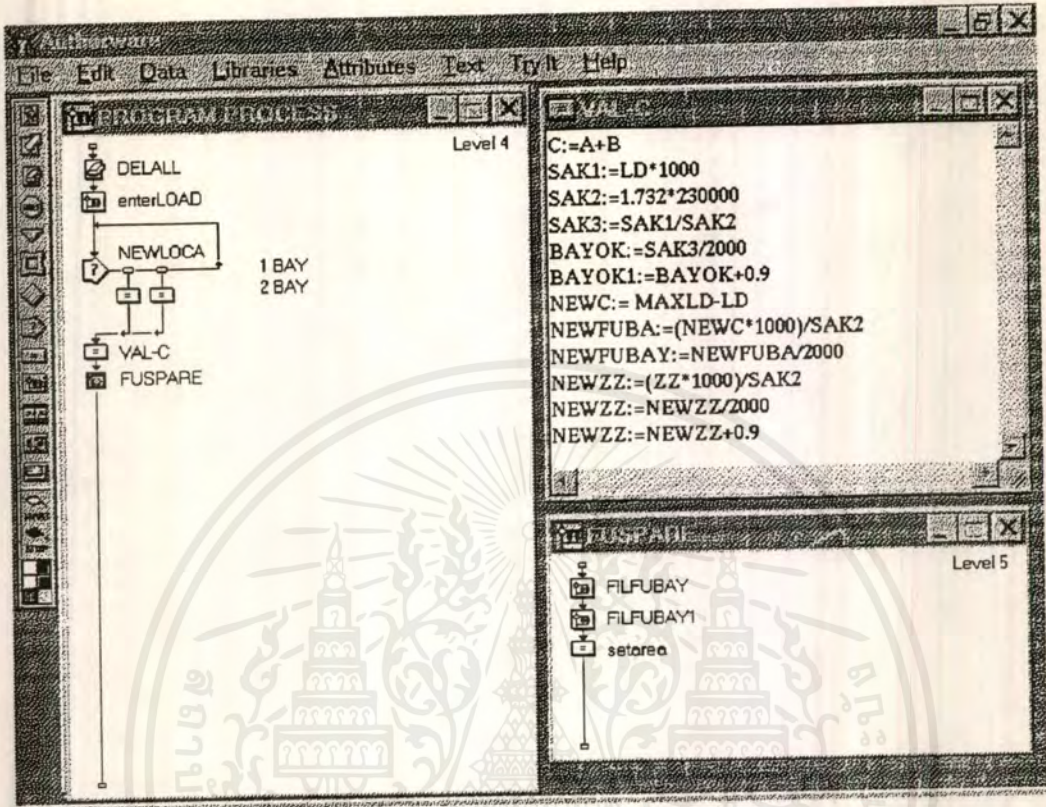 Authorware
File Edit Data Libraries Attributes Text Try It Help
PROGRAM PROCESS
Level 4
DELALL
enterLOAD
NEWLOCA
1 BAY
2 BAY
VAL-C
FUSPARE
VAL-C
C:=A+B
SAK1:=LD*1000
SAK2:=1.732*230000
SAK3:=SAK1/SAK2
BAYOK:=SAK3/2000
BAYOK1:=BAYOK+0.9
NEWC:= MAXLD-LD
NEWFUBA:=(NEWC*1000)/SAK2
NEWFUBAY:=NEWFUBA/2000
NEWZZ:=(ZZ*1000)/SAK2
NEWZZ:=NEWZZ/2000
NEWZZ:=NEWZZ+0.9
FUSPARE
Level 5
FILFUBAY
FILFUBAY1
setarea